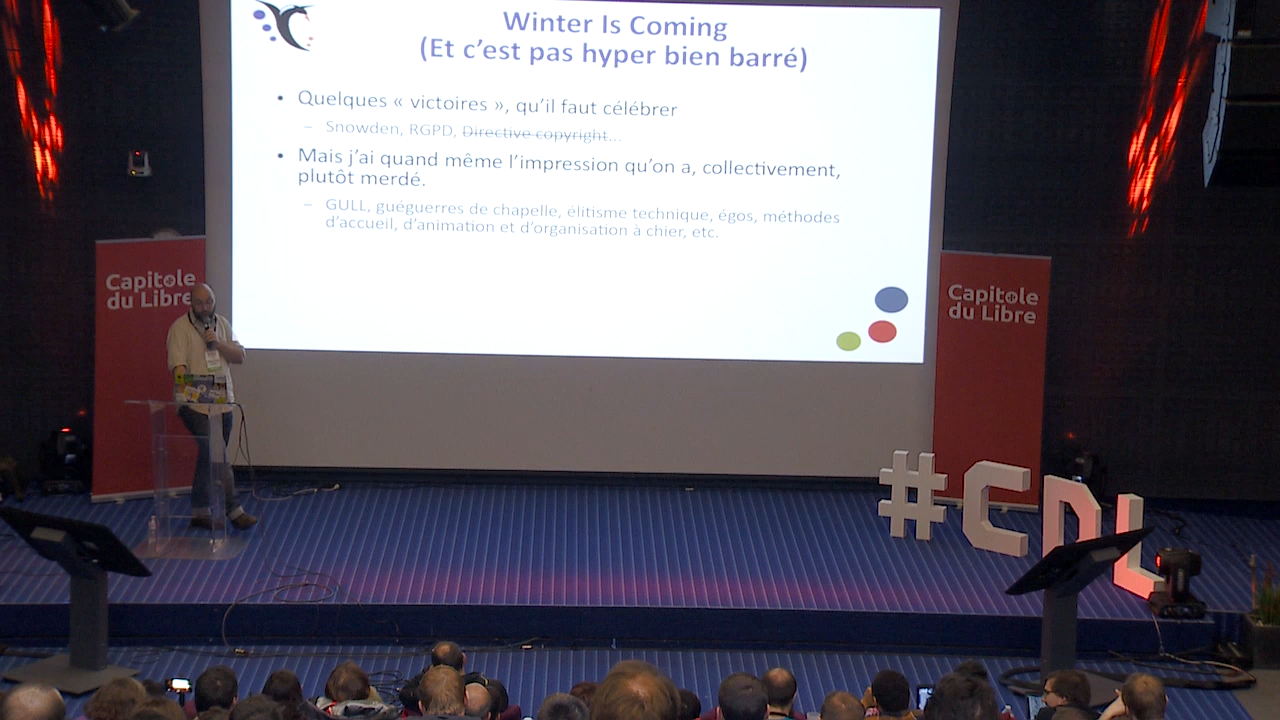 Winter Is Coming
(Et c'est pas hyper bien barré)
• Quelques « victoires », qu'il faut célébrer
– Snowden, RGPD, Directive copyright...
• Mais j'ai quand même l'impression qu'on a, collectivement,
plutôt merdé.
– GULL, guéguerres de chapelle, élitisme technique, égos, méthodes
d'accueil, d'animation et d'organisation à chier, etc.
Capitole
du Libre
Capitole
du Libre
#CDL